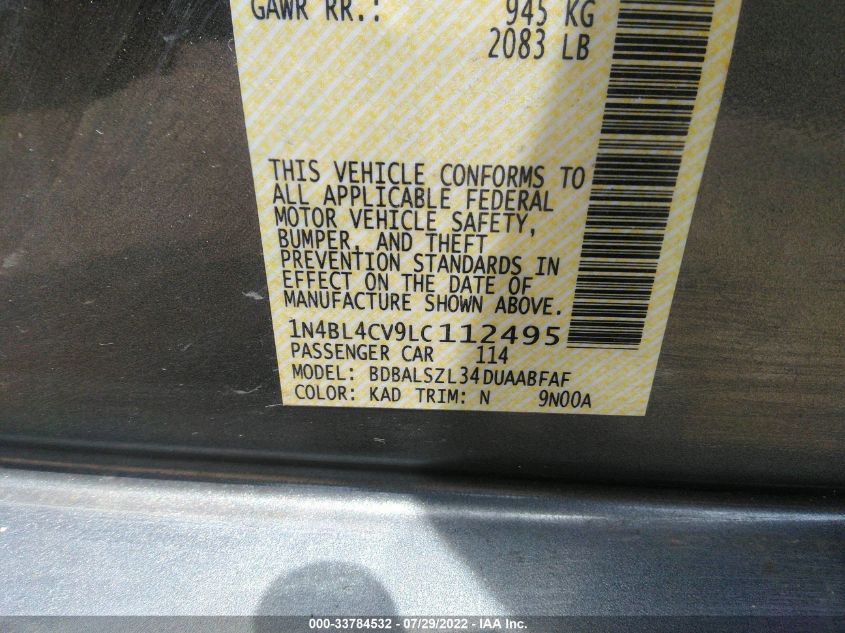 GAWR RR.: 945 KG
2083 LB
THIS VEHICLE CONFORMS TO
ALL APPLICABLE FEDERAL
MOTOR VEHICLE SAFETY,
BUMPER, AND THEFT
PREVENTION STANDARDS IN
EFFECT ON THE DATE OF
MANUFACTURE SHOWN ABOVE.
1N4BL4CV9LC112495
PASSENGER CAR 114
MODEL: BDBALSZL34DUAABFAF
COLOR: KAD TRIM: N 9N00A
000-33784532 - 07/29/2022 - IAA Inc.